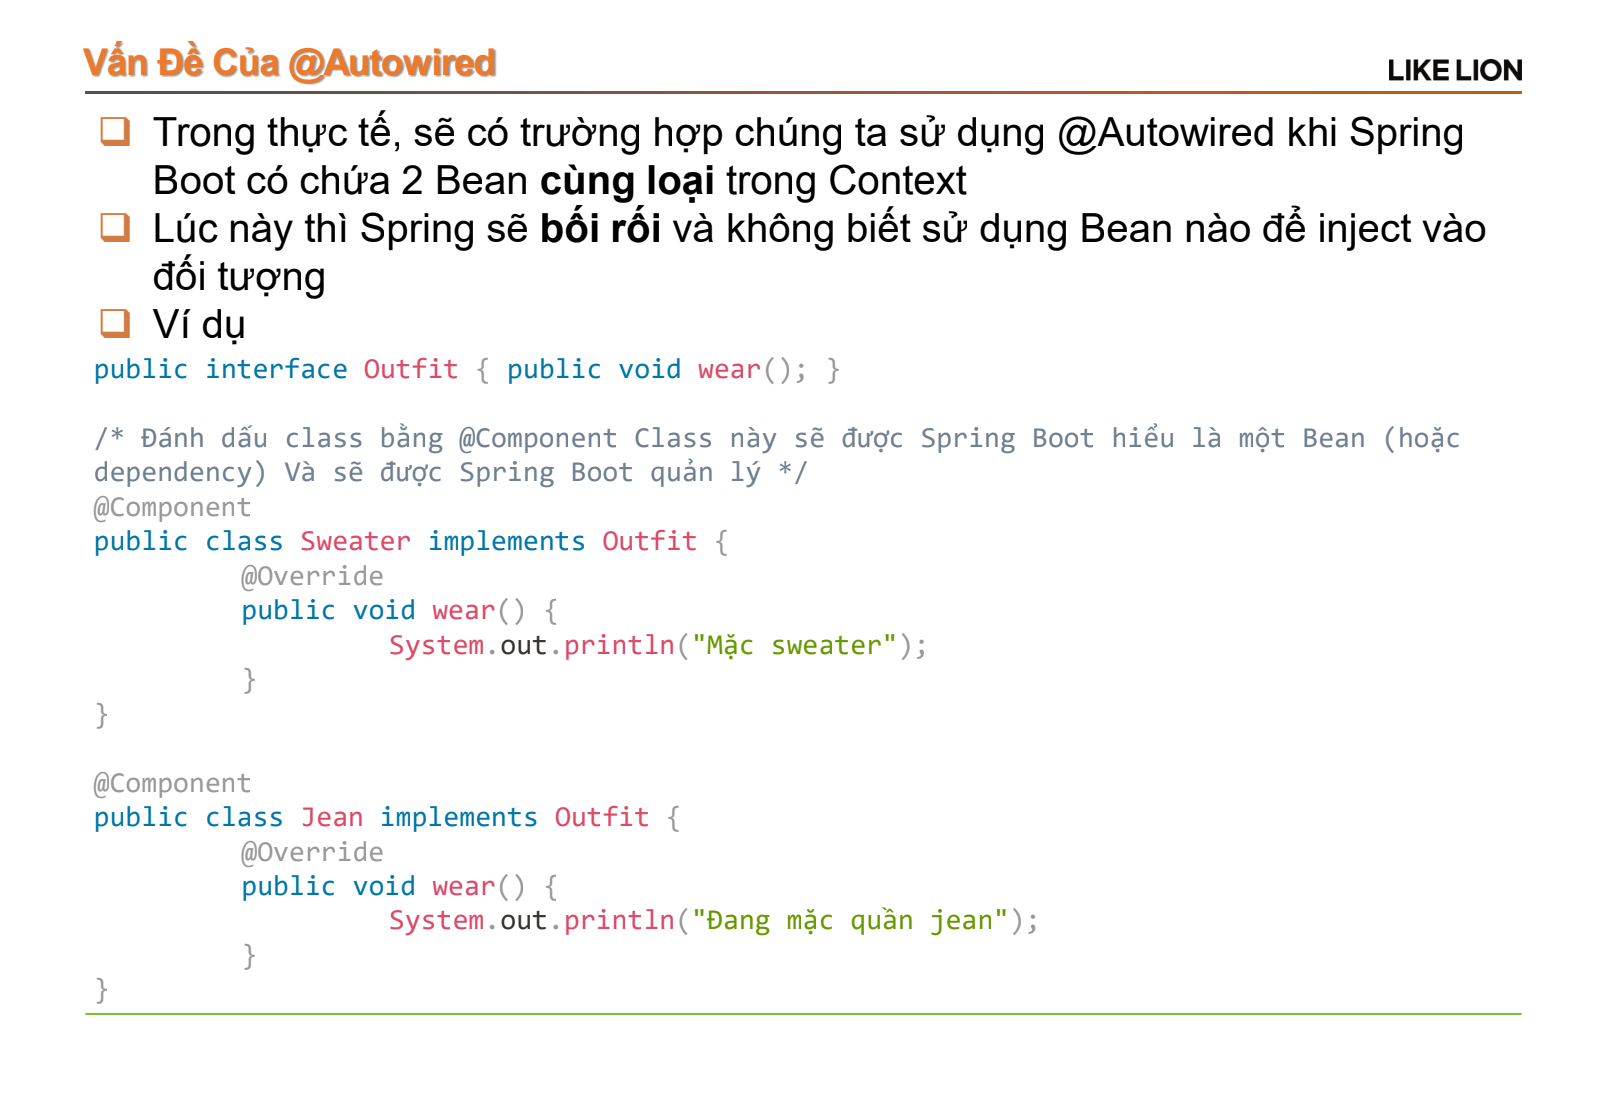 Vấn Đề Của @Autowired
LIKE LION
Trong thực tế, sẽ có trường hợp chúng ta sử dụng @Autowired khi Spring
Boot có chứa 2 Bean cùng loại trong Context
Lúc này thì Spring sẽ bối rối và không biết sử dụng Bean nào để inject vào
đối tượng
Ví dụ
public interface Outfit { public void wear(); }
/* Đánh dấu class bằng @Component Class này sẽ được Spring Boot hiểu là một Bean (hoặc
dependency) Và sẽ được Spring Boot quản lý */
@Component
public class Sweater implements Outfit {
@Override
public void wear() {
System.out.println("Mặc sweater");
}
}
@Component
public class Jean implements Outfit {
@Override
public void wear() {
System.out.println("Đang mặc quần jean");
}
}